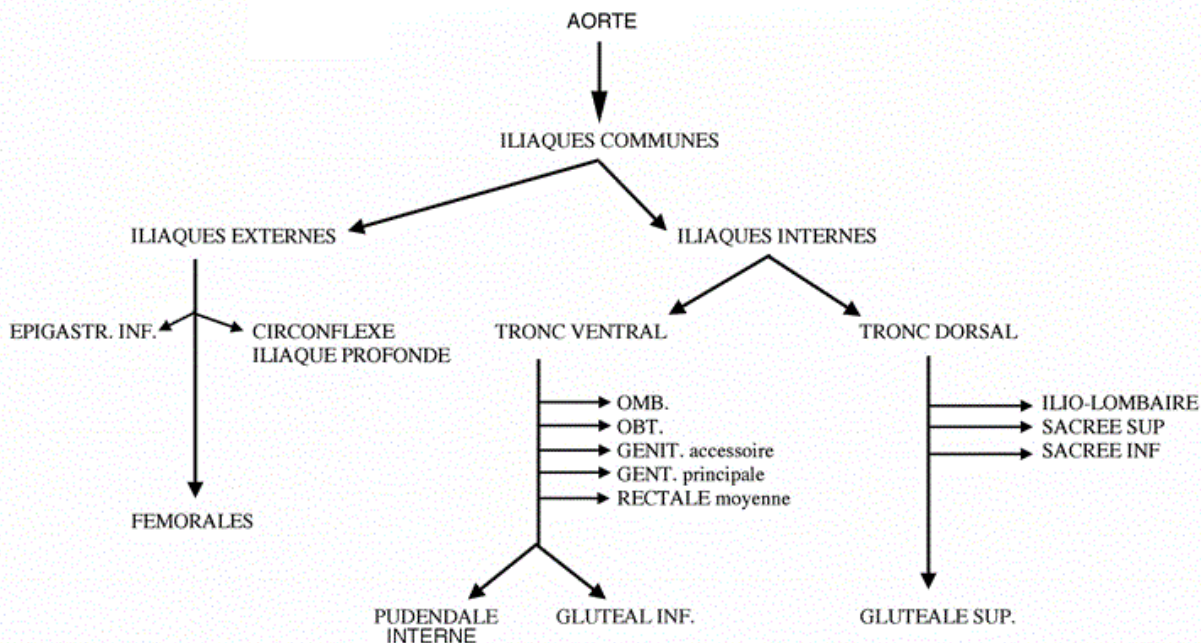 AORTE
ILIAQUES COMMUNES
ILIAQUES EXTERNES
ILIAQUES INTERNES
EPIGASTR. INF.
CIRCONFLEXE
ILIAQUE PROFONDE
TRONC VENTRAL
TRONC DORSAL
OMB.
OBT.
GENIT. accessoire
GENT. principale
RECTALE moyenne
ILIO-LOMBAIRE
SACREE SUP
SACREE INF
FEMORALES
PUDENDALE
INTERNE
GLUTEAL INF.
GLUTEALE SUP.